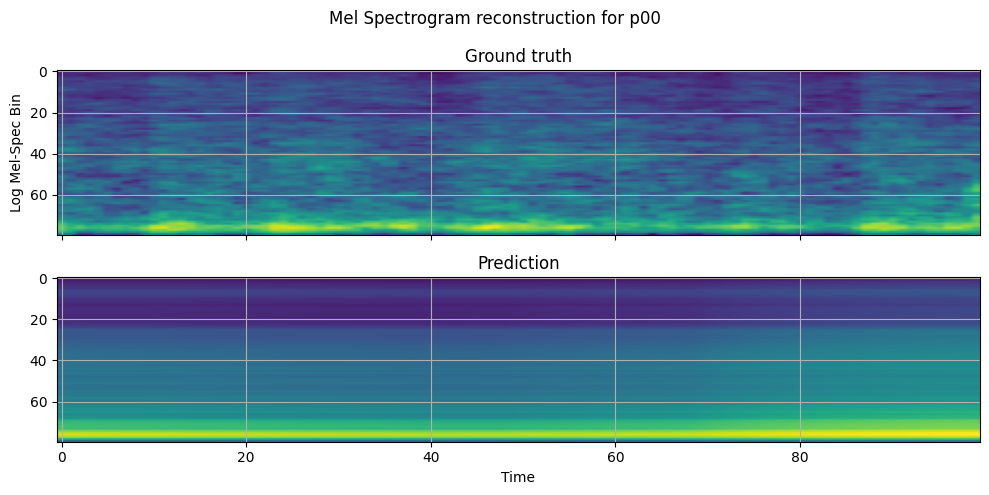 Mel Spectrogram reconstruction for p00
Ground truth
Log Mel-Spec Bin
0
20
40
60
Prediction
0
20
40
60
0 20 40 60 80
Time